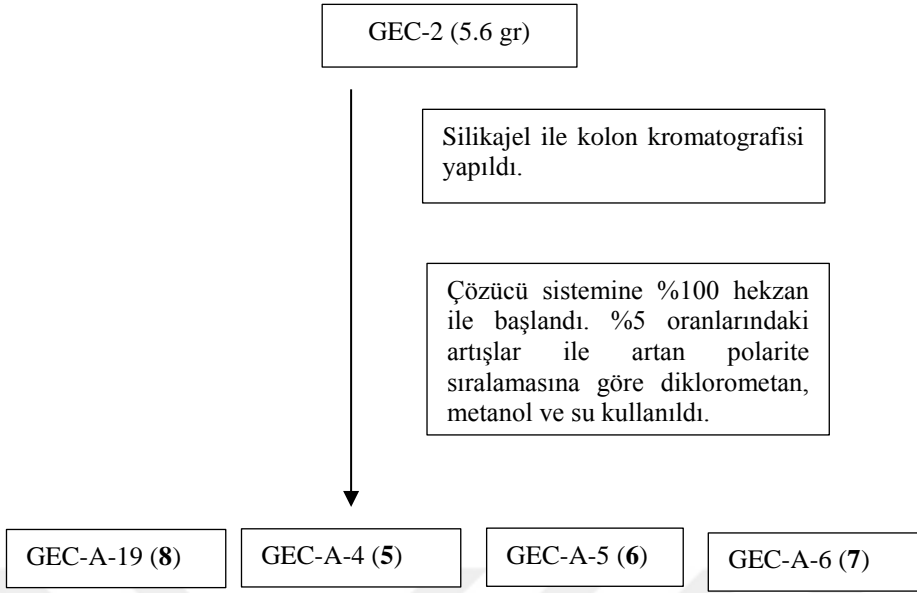 GEC-2 (5.6 gr)
Silikajel ile kolon kromatografisi
yapıldı.
Çözücü sistemine %100 hekzan
ile başlandı. %5 oranlarındaki
artışlar ile artan polarite
sıralamasına göre diklorometan,
metanol ve su kullanıldı.
GEC-A-19 (8)
GEC-A-4 (5)
GEC-A-5 (6)
GEC-A-6 (7)